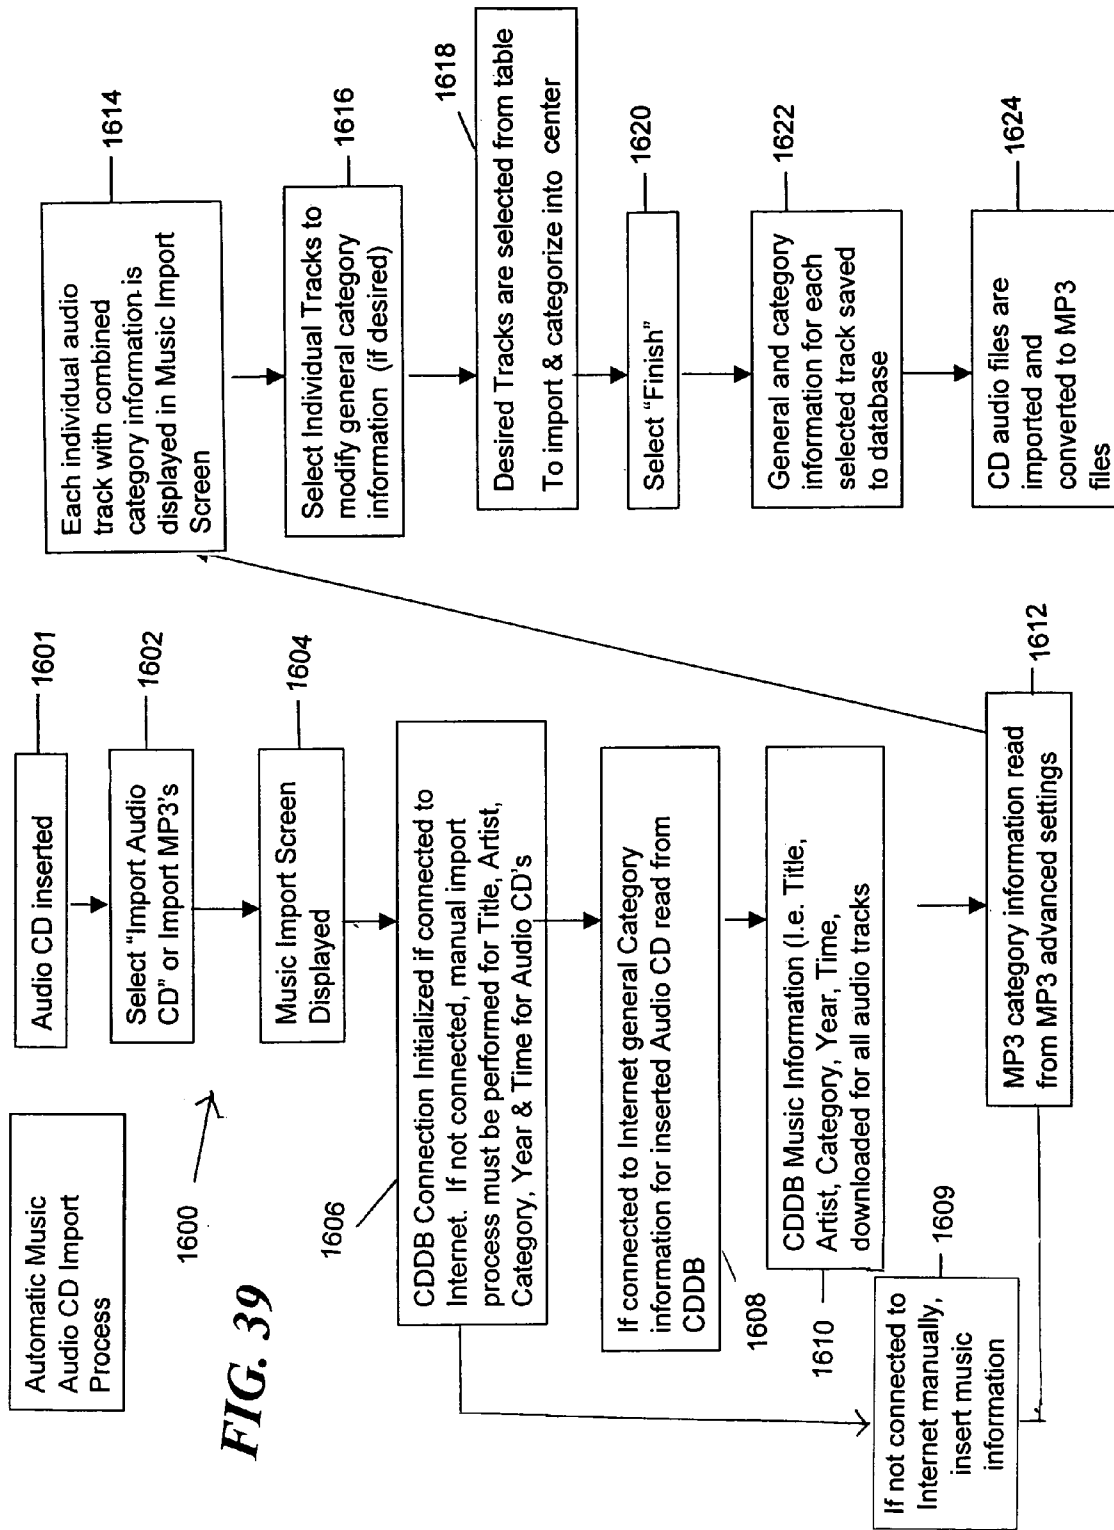 Automatic Music
Audio CD Import
Process
1600
FIG. 39
Audio CD inserted
1601
Select “Import Audio
CD” or Import MP3's
1602
Music Import Screen
Displayed
1604
1606
CDDB Connection Initialized if connected to
Internet. If not connected, manual import
process must be performed for Title, Artist,
Category, Year & Time for Audio CD's
If connected to Internet general Category
information for inserted Audio CD read from
CDDB
1608
CDDB Music Information (I.e. Title,
Artist, Category, Year, Time,
downloaded for all audio tracks
1610
If not connected to
Internet manually,
insert music
information
1609
MP3 category information read
from MP3 advanced settings
1612
Each individual audio
track with combined
category information is
displayed in Music Import
Screen
1614
Select Individual Tracks to
modify general category
information (if desired)
1616
Desired Tracks are selected from table
To import & categorize into center
1618
Select “Finish”
1620
General and category
information for each
selected track saved
to database
1622
CD audio files are
imported and
converted to MP3
files
1624